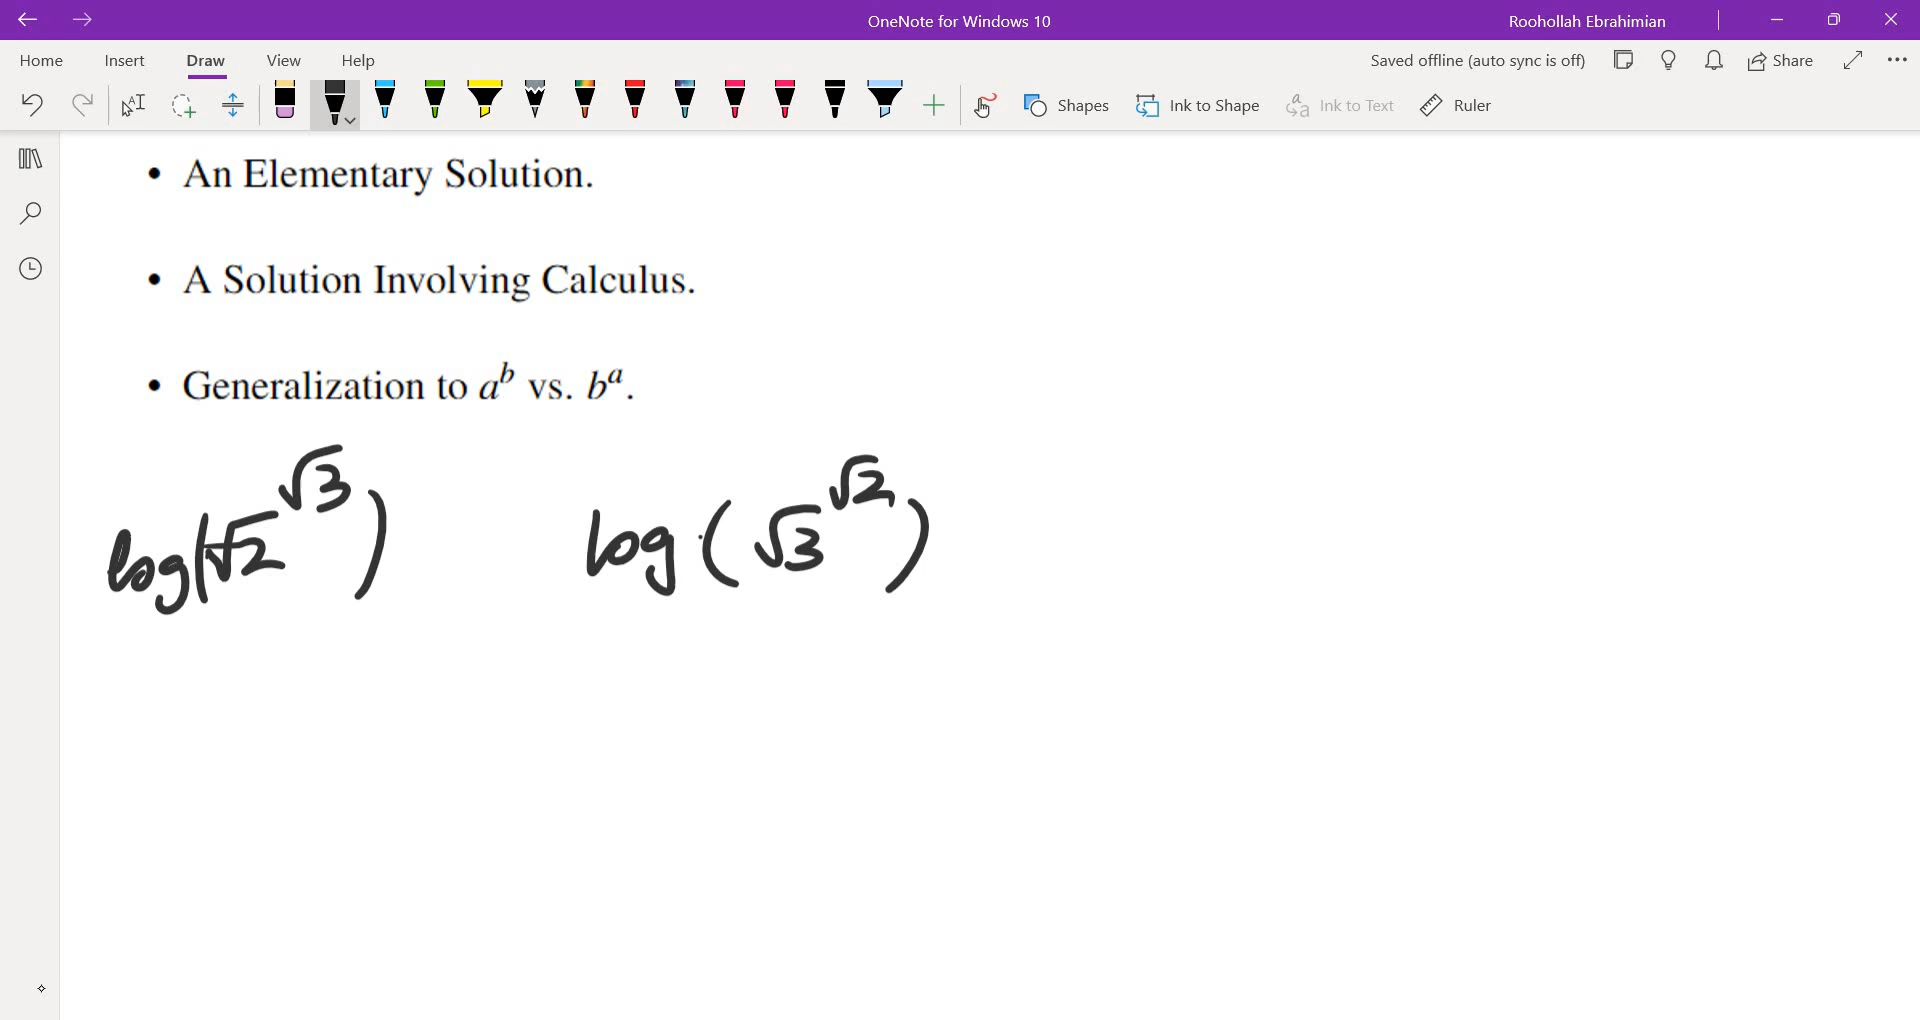 OneNote for Windows 10
Roohollah Ebrahimian
Home Insert Draw View Help
Saved offline (auto sync is off) Share
Shapes Ink to Shape Ink to Text Ruler
• An Elementary Solution.
• A Solution Involving Calculus.
• Generalization to a^b vs. b^a.
log(√2^√3) log(√3^√2)